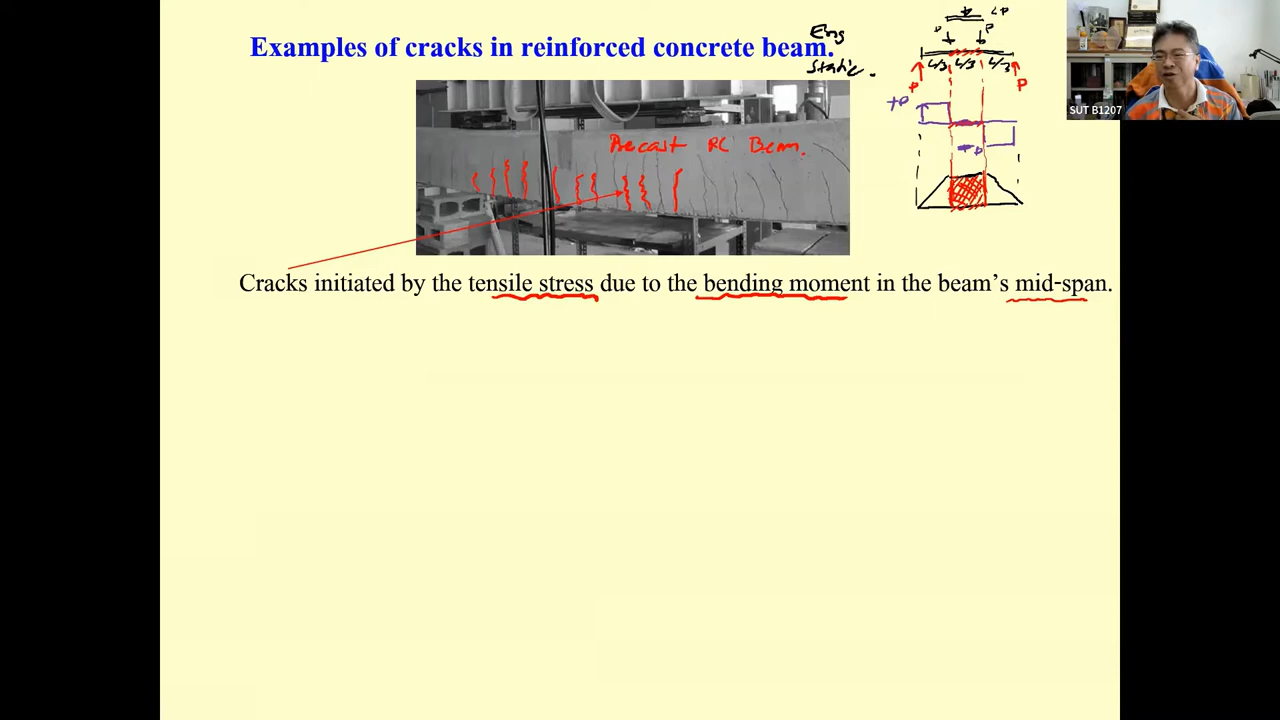 Examples of cracks in reinforced concrete beam.
Eng
Static.
2P
P P
L/3 L/3 L/3
P P
+P
-P
Precast RC Beam.
SUT B1207
Cracks initiated by the tensile stress due to the bending moment in the beam's mid-span.